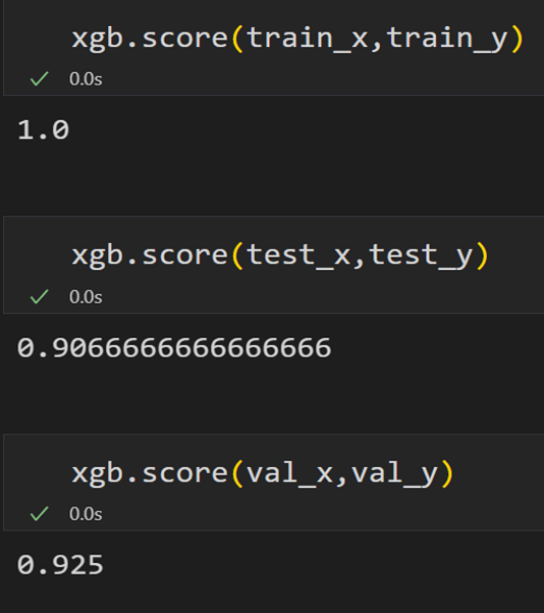 xgb.score(train_x,train_y)
0.0s
1.0
xgb.score(test_x,test_y)
0.0s
0.9066666666666666
xgb.score(val_x,val_y)
0.0s
0.925